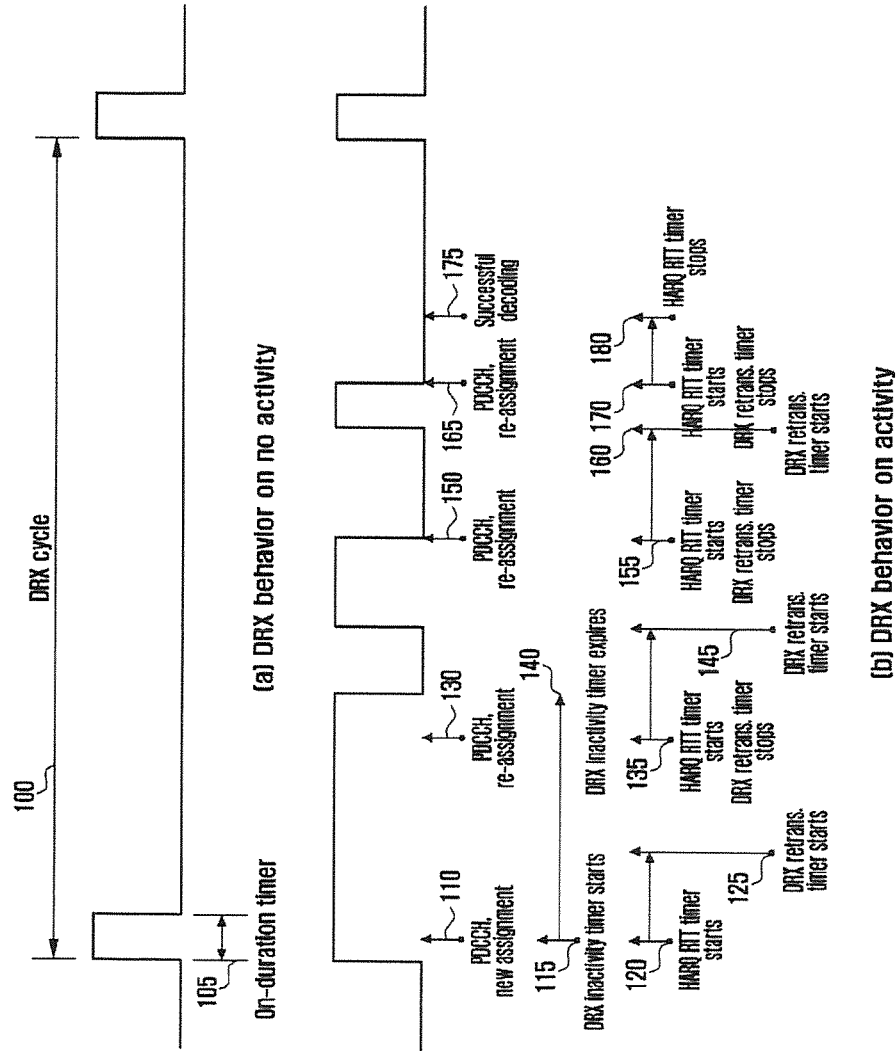 DRX cycle
100
105
On-duration timer
(a) DRX behavior on no activity
110
PDCCH,
new assignment
130
PDCCH,
re-assignment
150
PDCCH,
re-assignment
165
PDCCH,
re-assignment
175
Successful
decoding
115
DRX inactivity timer starts
140
DRX inactivity timer expires
120
HARQ RTT timer
starts
125
DRX retrans.
timer starts
135
HARQ RTT timer
starts
DRX retrans. timer
stops
145
DRX retrans.
timer starts
155
HARQ RTT timer
starts
DRX retrans. timer
stops
160
DRX retrans.
timer starts
170
HARQ RTT timer
starts
DRX retrans. timer
stops
180
HARQ RTT timer
stops
(b) DRX behavior on activity